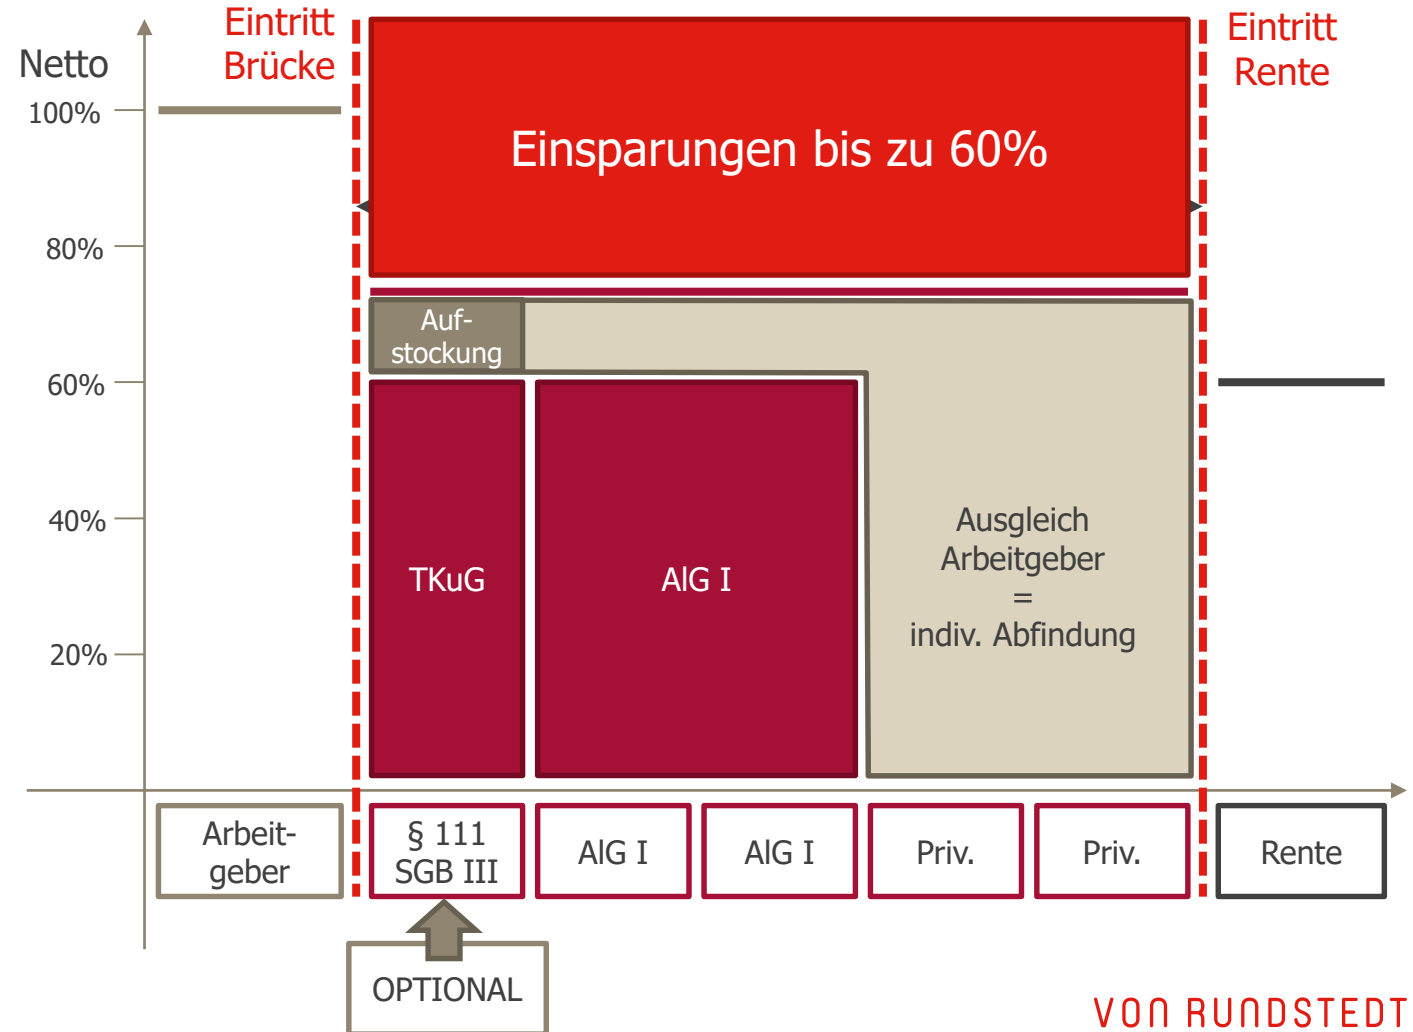 Eintritt
Brücke
Eintritt
Rente
Netto
100%
80%
60%
40%
20%
Einsparungen bis zu 60%
Auf-
stockung
TKuG
AlG I
Ausgleich
Arbeitgeber
=
indiv. Abfindung
Arbeit-
geber
§ 111
SGB III
AlG I
AlG I
Priv.
Priv.
Rente
OPTIONAL
VON RUNDSTEDT